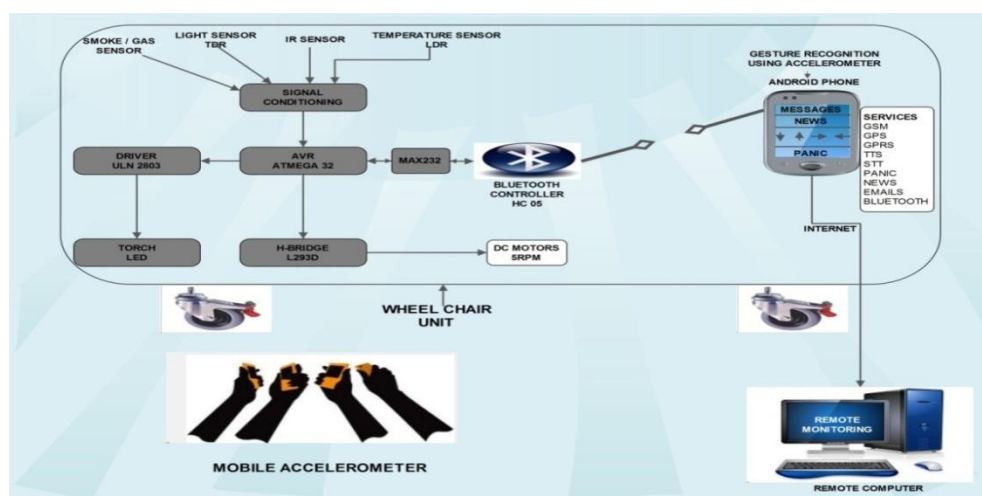 SMOKE / GAS
SENSOR
LIGHT SENSOR
TDR
IR SENSOR
TEMPERATURE SENSOR
LDR
SIGNAL
CONDITIONING
DRIVER
ULN 2803
AVR
ATMEGA 32
MAX232
BLUETOOTH
CONTROLLER
HC 05
TORCH
LED
H-BRIDGE
L293D
DC MOTORS
5RPM
GESTURE RECOGNITION
USING ACCELEROMETER
ANDROID PHONE
MESSAGES
NEWS
PANIC
SERVICES
GSM
GPS
GPRS
TTS
STT
PANIC
NEWS
EMAILS
BLUETOOTH
INTERNET
WHEEL CHAIR
UNIT
MOBILE ACCELEROMETER
REMOTE
MONITORING
REMOTE COMPUTER